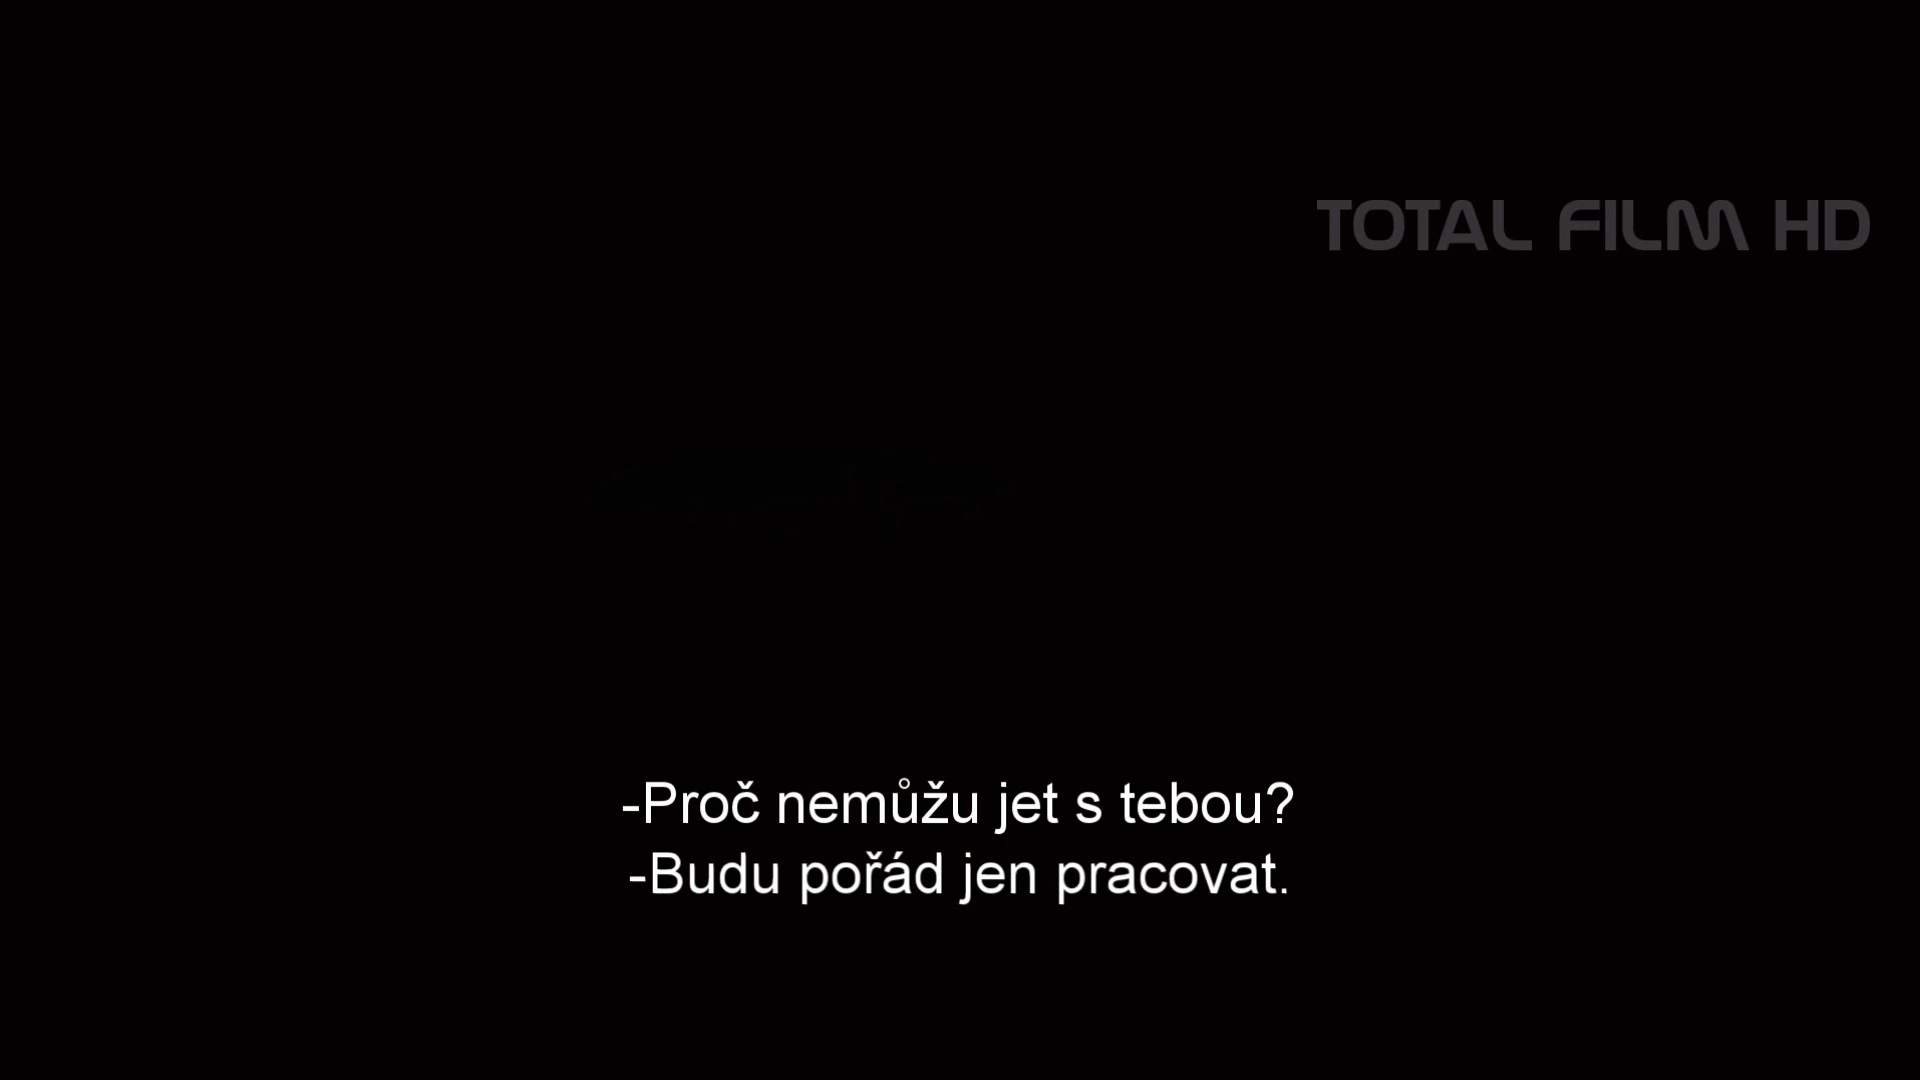 TOTAL FILM HD
-Proč nemůžu jet s tebou?
-Budu pořád jen pracovat.